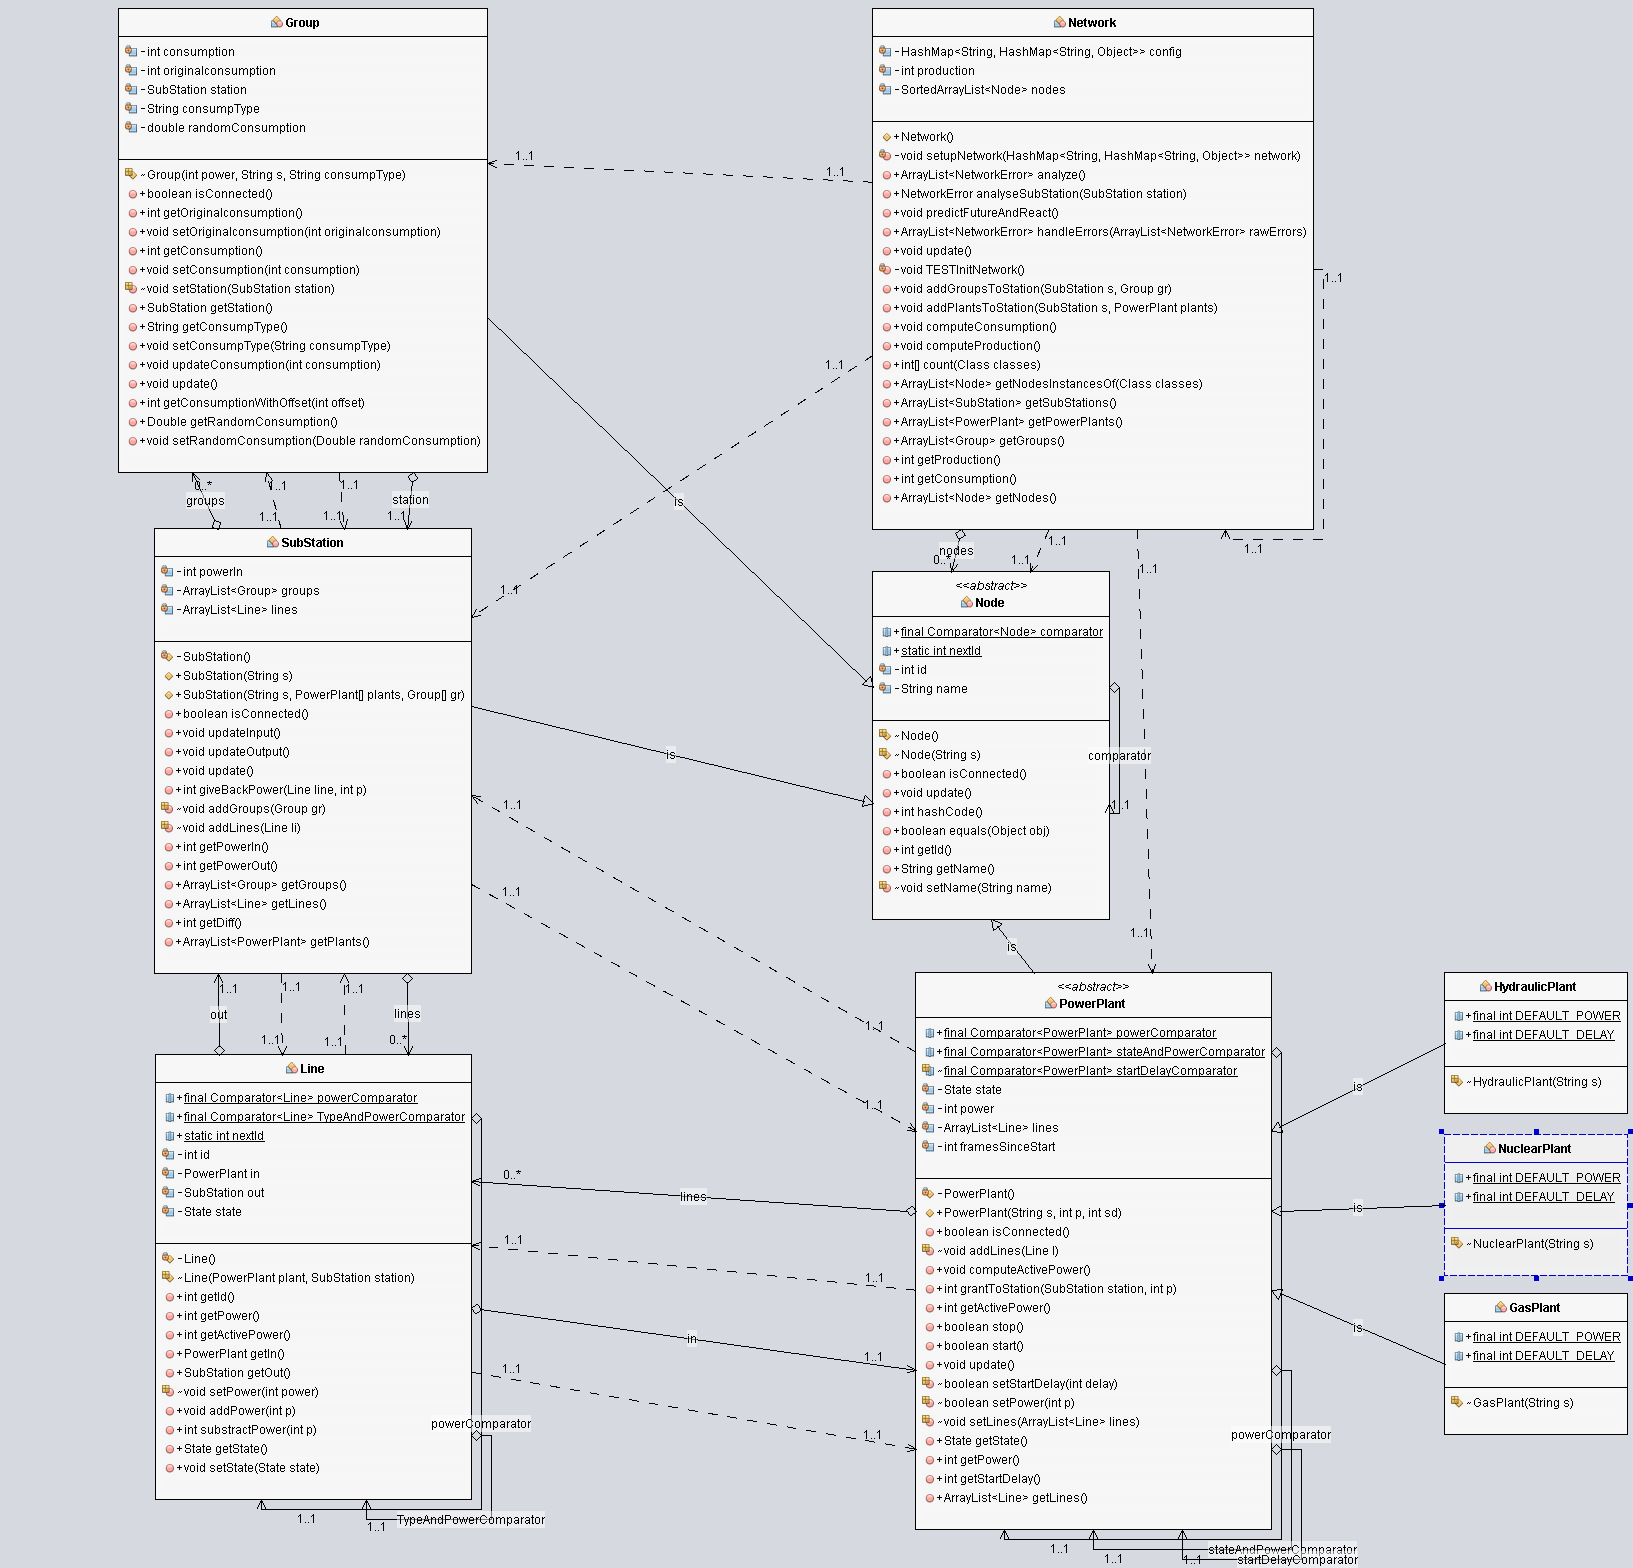 Group
-int consumption
-int originalconsumption
-SubStation station
-String consumpType
-double randomConsumption
~Group(int power, String s, String consumpType)
+boolean isConnected()
+int getOriginalconsumption()
+void setOriginalconsumption(int originalconsumption)
+int getConsumption()
+void setConsumption(int consumption)
~void setStation(SubStation station)
+SubStation getStation()
+String getConsumpType()
+void setConsumpType(String consumpType)
+void updateConsumption(int consumption)
+void update()
+int getConsumptionWithOffset(int offset)
+Double getRandomConsumption()
+void setRandomConsumption(Double randomConsumption)
Network
-HashMap<String, HashMap<String, Object>> config
-int production
-SortedArrayList<Node> nodes
+Network()
-void setupNetwork(HashMap<String, HashMap<String, Object>> network)
+ArrayList<NetworkError> analyze()
+NetworkError analyseSubStation(SubStation station)
+void predictFutureAndReact()
+ArrayList<NetworkError> handleErrors(ArrayList<NetworkError> rawErrors)
+void update()
-void TESTInitNetwork()
+void addGroupsToStation(SubStation s, Group gr)
+void addPlantsToStation(SubStation s, PowerPlant plants)
+void computeConsumption()
+void computeProduction()
+int[] count(Class classes)
+ArrayList<Node> getNodesInstancesOf(Class classes)
+ArrayList<SubStation> getSubStations()
+ArrayList<PowerPlant> getPowerPlants()
+ArrayList<Group> getGroups()
+int getProduction()
+int getConsumption()
+ArrayList<Node> getNodes()
1..1
1..1
1..1
1..1
1..1
1..1
is
0..*
groups
1..1
1..1
1..1
1..1
station
1..1
nodes
0..*
1..1
1..1
1..1
1..1
SubStation
-int powerIn
-ArrayList<Group> groups
-ArrayList<Line> lines
-SubStation()
+SubStation(String s)
+SubStation(String s, PowerPlant[] plants, Group[] gr)
+boolean isConnected()
+void updateInput()
+void updateOutput()
+void update()
+int giveBackPower(Line line, int p)
~void addGroups(Group gr)
~void addLines(Line li)
+int getPowerIn()
+int getPowerOut()
+ArrayList<Group> getGroups()
+ArrayList<Line> getLines()
+int getDiff()
+ArrayList<PowerPlant> getPlants()
<<abstract>>
Node
+final Comparator<Node> comparator
+static int nextId
-int id
-String name
~Node()
~Node(String s)
+boolean isConnected()
+void update()
+int hashCode()
+boolean equals(Object obj)
+int getId()
+String getName()
~void setName(String name)
comparator
1..1
is
is
1..1
1..1
1..1
1..1
1..1
out
1..1
1..1
1..1
1..1
lines
0..*
Line
+final Comparator<Line> powerComparator
+final Comparator<Line> TypeAndPowerComparator
+static int nextId
-int id
-PowerPlant in
-SubStation out
-State state
-Line()
~Line(PowerPlant plant, SubStation station)
+int getId()
+int getPower()
+int getActivePower()
+PowerPlant getIn()
+SubStation getOut()
~void setPower(int power)
+void addPower(int p)
+int substractPower(int p)
+State getState()
+void setState(State state)
powerComparator
1..1
1..1
TypeAndPowerComparator
0..*
lines
1..1
1..1
in
1..1
1..1
1..1
<<abstract>>
PowerPlant
+final Comparator<PowerPlant> powerComparator
+final Comparator<PowerPlant> stateAndPowerComparator
~final Comparator<PowerPlant> startDelayComparator
-State state
-int power
-ArrayList<Line> lines
-int framesSinceStart
-PowerPlant()
+PowerPlant(String s, int p, int sd)
+boolean isConnected()
~void addLines(Line l)
+void computeActivePower()
+int grantToStation(SubStation station, int p)
+int getActivePower()
+boolean stop()
+boolean start()
+void update()
~boolean setStartDelay(int delay)
~boolean setPower(int p)
~void setLines(ArrayList<Line> lines)
+State getState()
+int getPower()
+int getStartDelay()
+ArrayList<Line> getLines()
powerComparator
1..1
1..1
1..1
stateAndPowerComparator
startDelayComparator
is
is
is
HydraulicPlant
+final int DEFAULT_POWER
+final int DEFAULT_DELAY
~HydraulicPlant(String s)
NuclearPlant
+final int DEFAULT_POWER
+final int DEFAULT_DELAY
~NuclearPlant(String s)
GasPlant
+final int DEFAULT_POWER
+final int DEFAULT_DELAY
~GasPlant(String s)